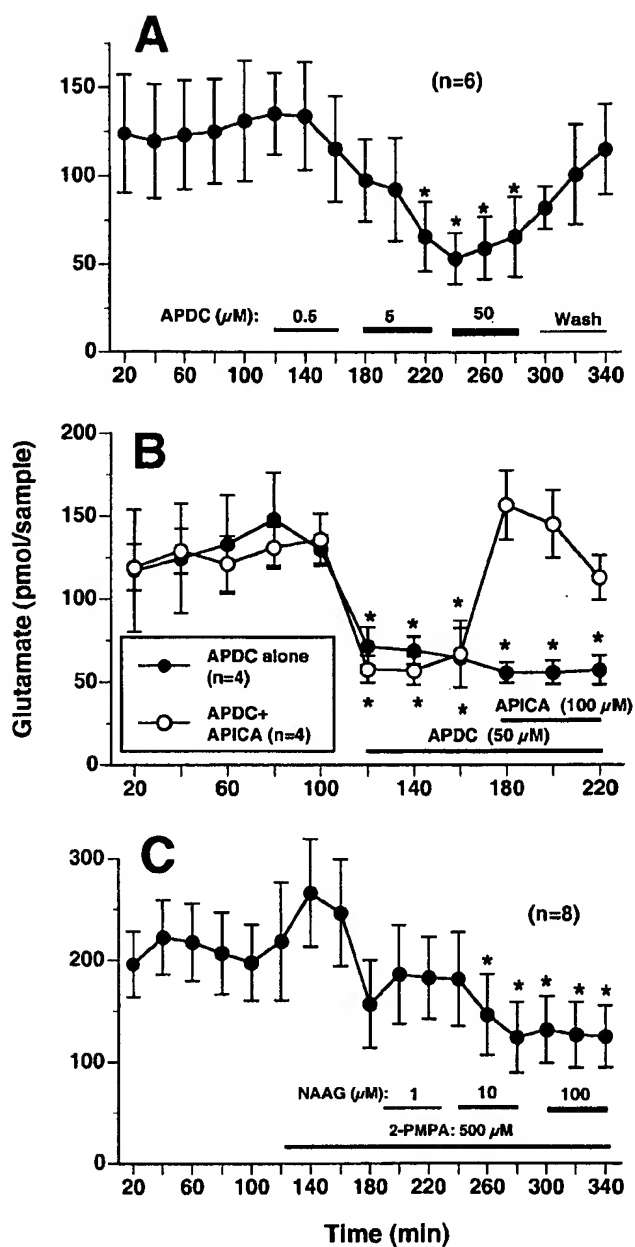 A
(n=6)
150
100
50
0
* * * *
APDC (µM): 0.5 5 50 Wash
20 60 100 140 180 220 260 300 340
B
200
150
100
50
0
* * * * * *
* * *
APDC alone
(n=4)
APDC+
APICA (n=4)
APICA (100 µM)
APDC (50 µM)
20 60 100 140 180 220
Glutamate (pmol/sample)
C
(n=8)
300
200
100
0
* * * * *
NAAG (µM): 1 10 100
2-PMPA: 500 µM
20 60 100 140 180 220 260 300 340
Time (min)